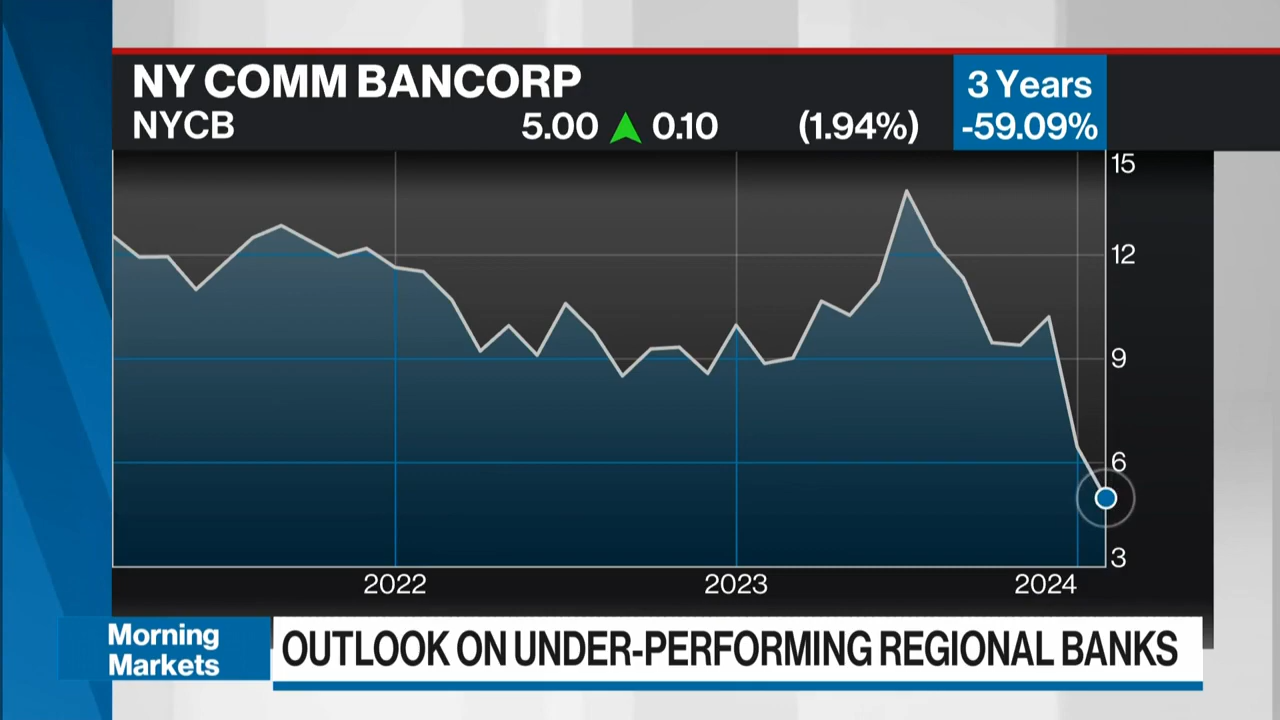 NY COMM BANCORP
NYCB 5.00 ▲ 0.10 (1.94%)
3 Years
-59.09%
15
12
9
6
3
2022 2023 2024
Morning
Markets
OUTLOOK ON UNDER-PERFORMING REGIONAL BANKS